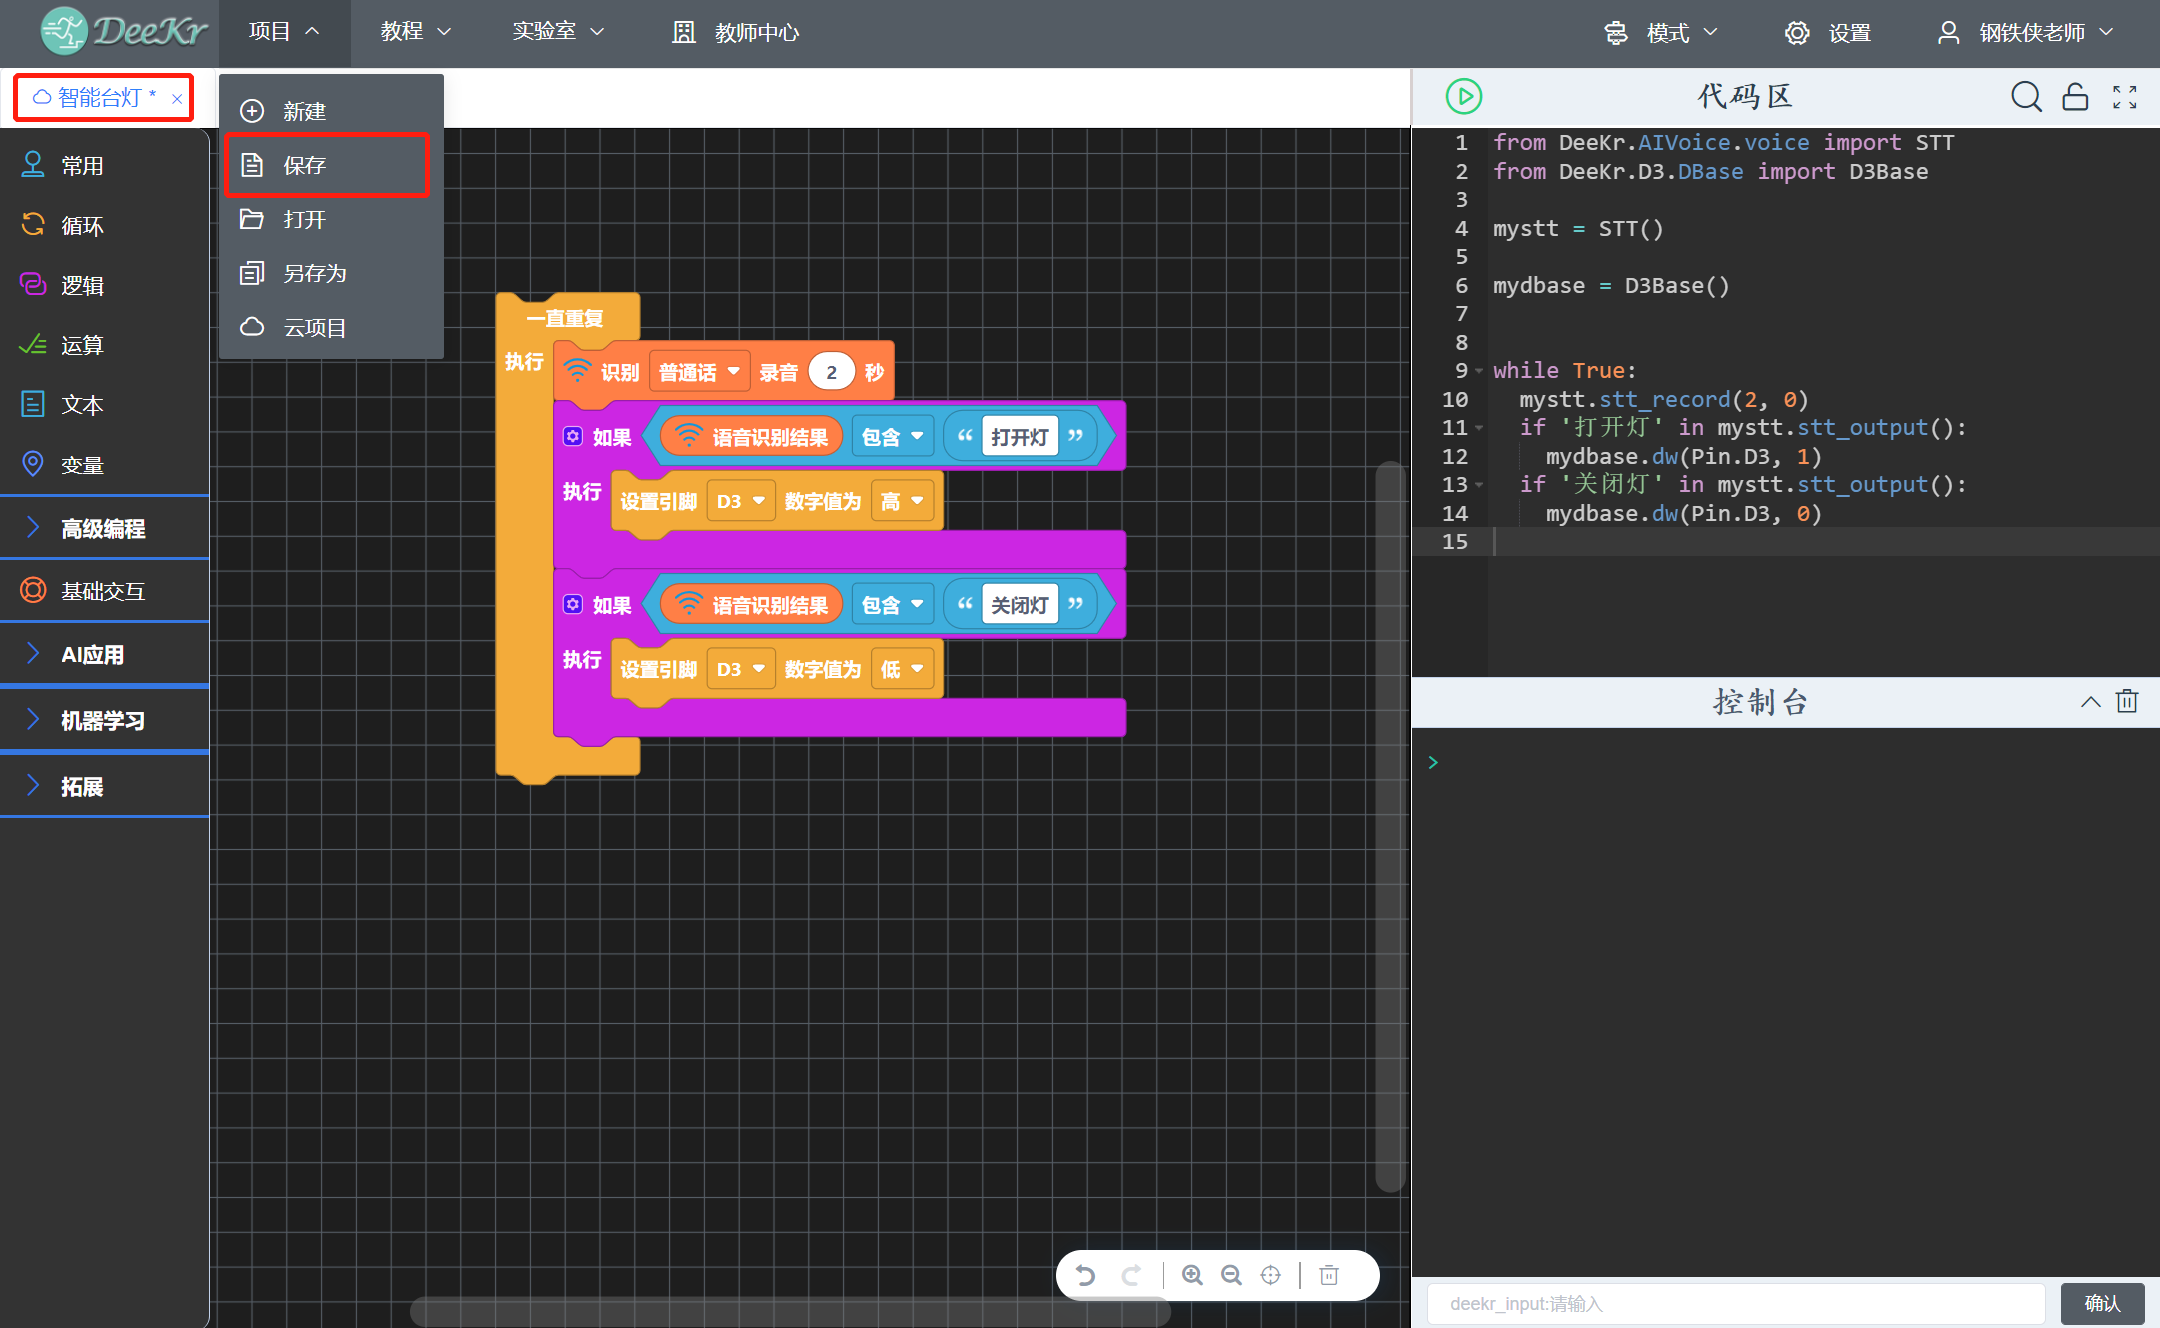 DeeKr 项目 教程 实验室 教师中心 模式 设置 钢铁侠老师
智能台灯 * ×
新建
保存
打开
另存为
云项目
常用
循环
逻辑
运算
文本
变量
高级编程
基础交互
AI应用
机器学习
拓展
一直重复
执行 识别 普通话 录音 2 秒
如果 语音识别结果 包含 “ 打开灯 ”
执行 设置引脚 D3 数字值为 高
如果 语音识别结果 包含 “ 关闭灯 ”
执行 设置引脚 D3 数字值为 低
代码区
1 from DeeKr.AIVoice.voice import STT
2 from DeeKr.D3.DBase import D3Base
3
4 mystt = STT()
5
6 mydbase = D3Base()
7
8
9 while True:
10 mystt.stt_record(2, 0)
11 if '打开灯' in mystt.stt_output():
12 mydbase.dw(Pin.D3, 1)
13 if '关闭灯' in mystt.stt_output():
14 mydbase.dw(Pin.D3, 0)
15
控制台
>
deekr_input:请输入 确认